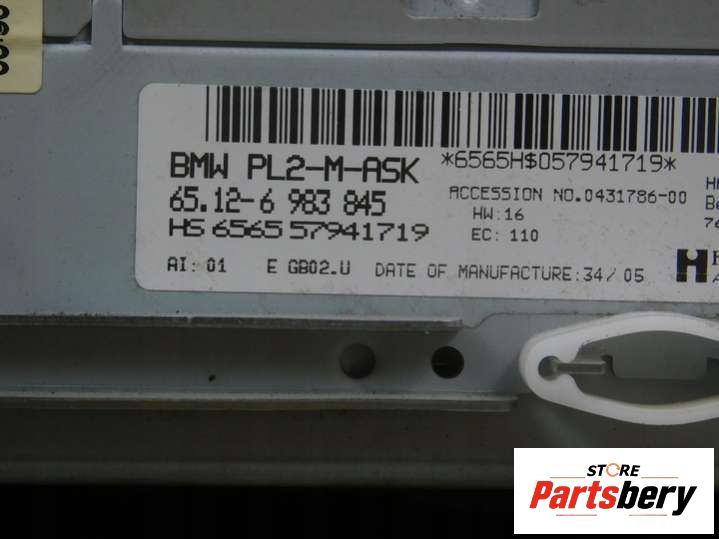 *6565H$057941719*
BMW PL2-M-ASK
65.12-6 983 845
HS 6565 57941719
ACCESSION NO.0431786-00
HW:16
EC: 110
AI: 01 E GB02.U DATE OF MANUFACTURE:34/05
STORE
Partsbery